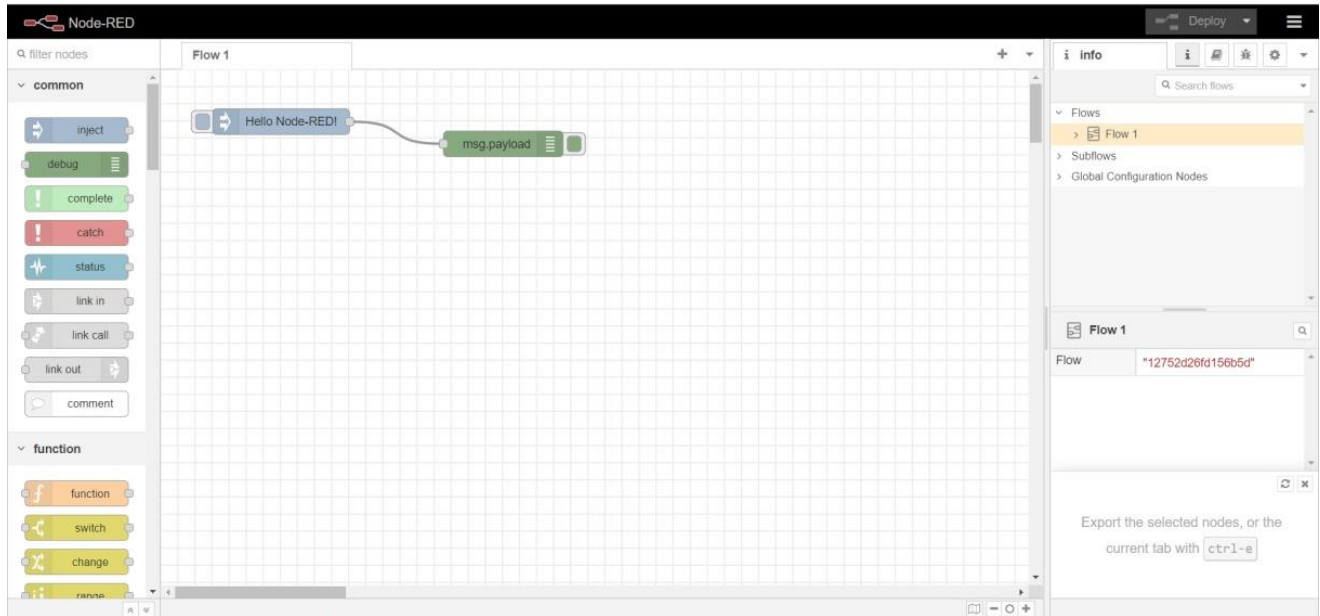 Node-RED
Deploy
filter nodes
Flow 1
i info
i
Search flows
common
inject
debug
complete
catch
status
link in
link call
link out
comment
function
function
switch
change
range
Hello Node-RED!
msg.payload
Flows
Flow 1
Subflows
Global Configuration Nodes
Flow 1
Flow "12752d26fd156b5d"
Export the selected nodes, or the
current tab with ctrl-e